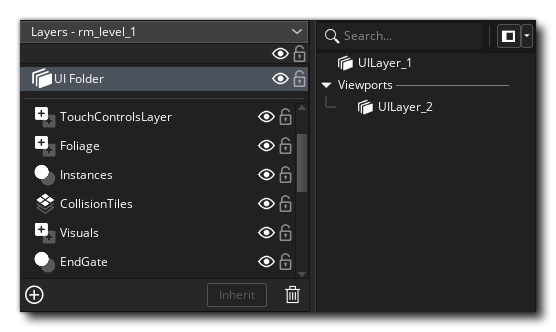 Layers - rm_level_1
UI Folder
TouchControlsLayer
Foliage
Instances
CollisionTiles
Visuals
EndGate
Inherit
Search...
UILayer_1
Viewports
UILayer_2